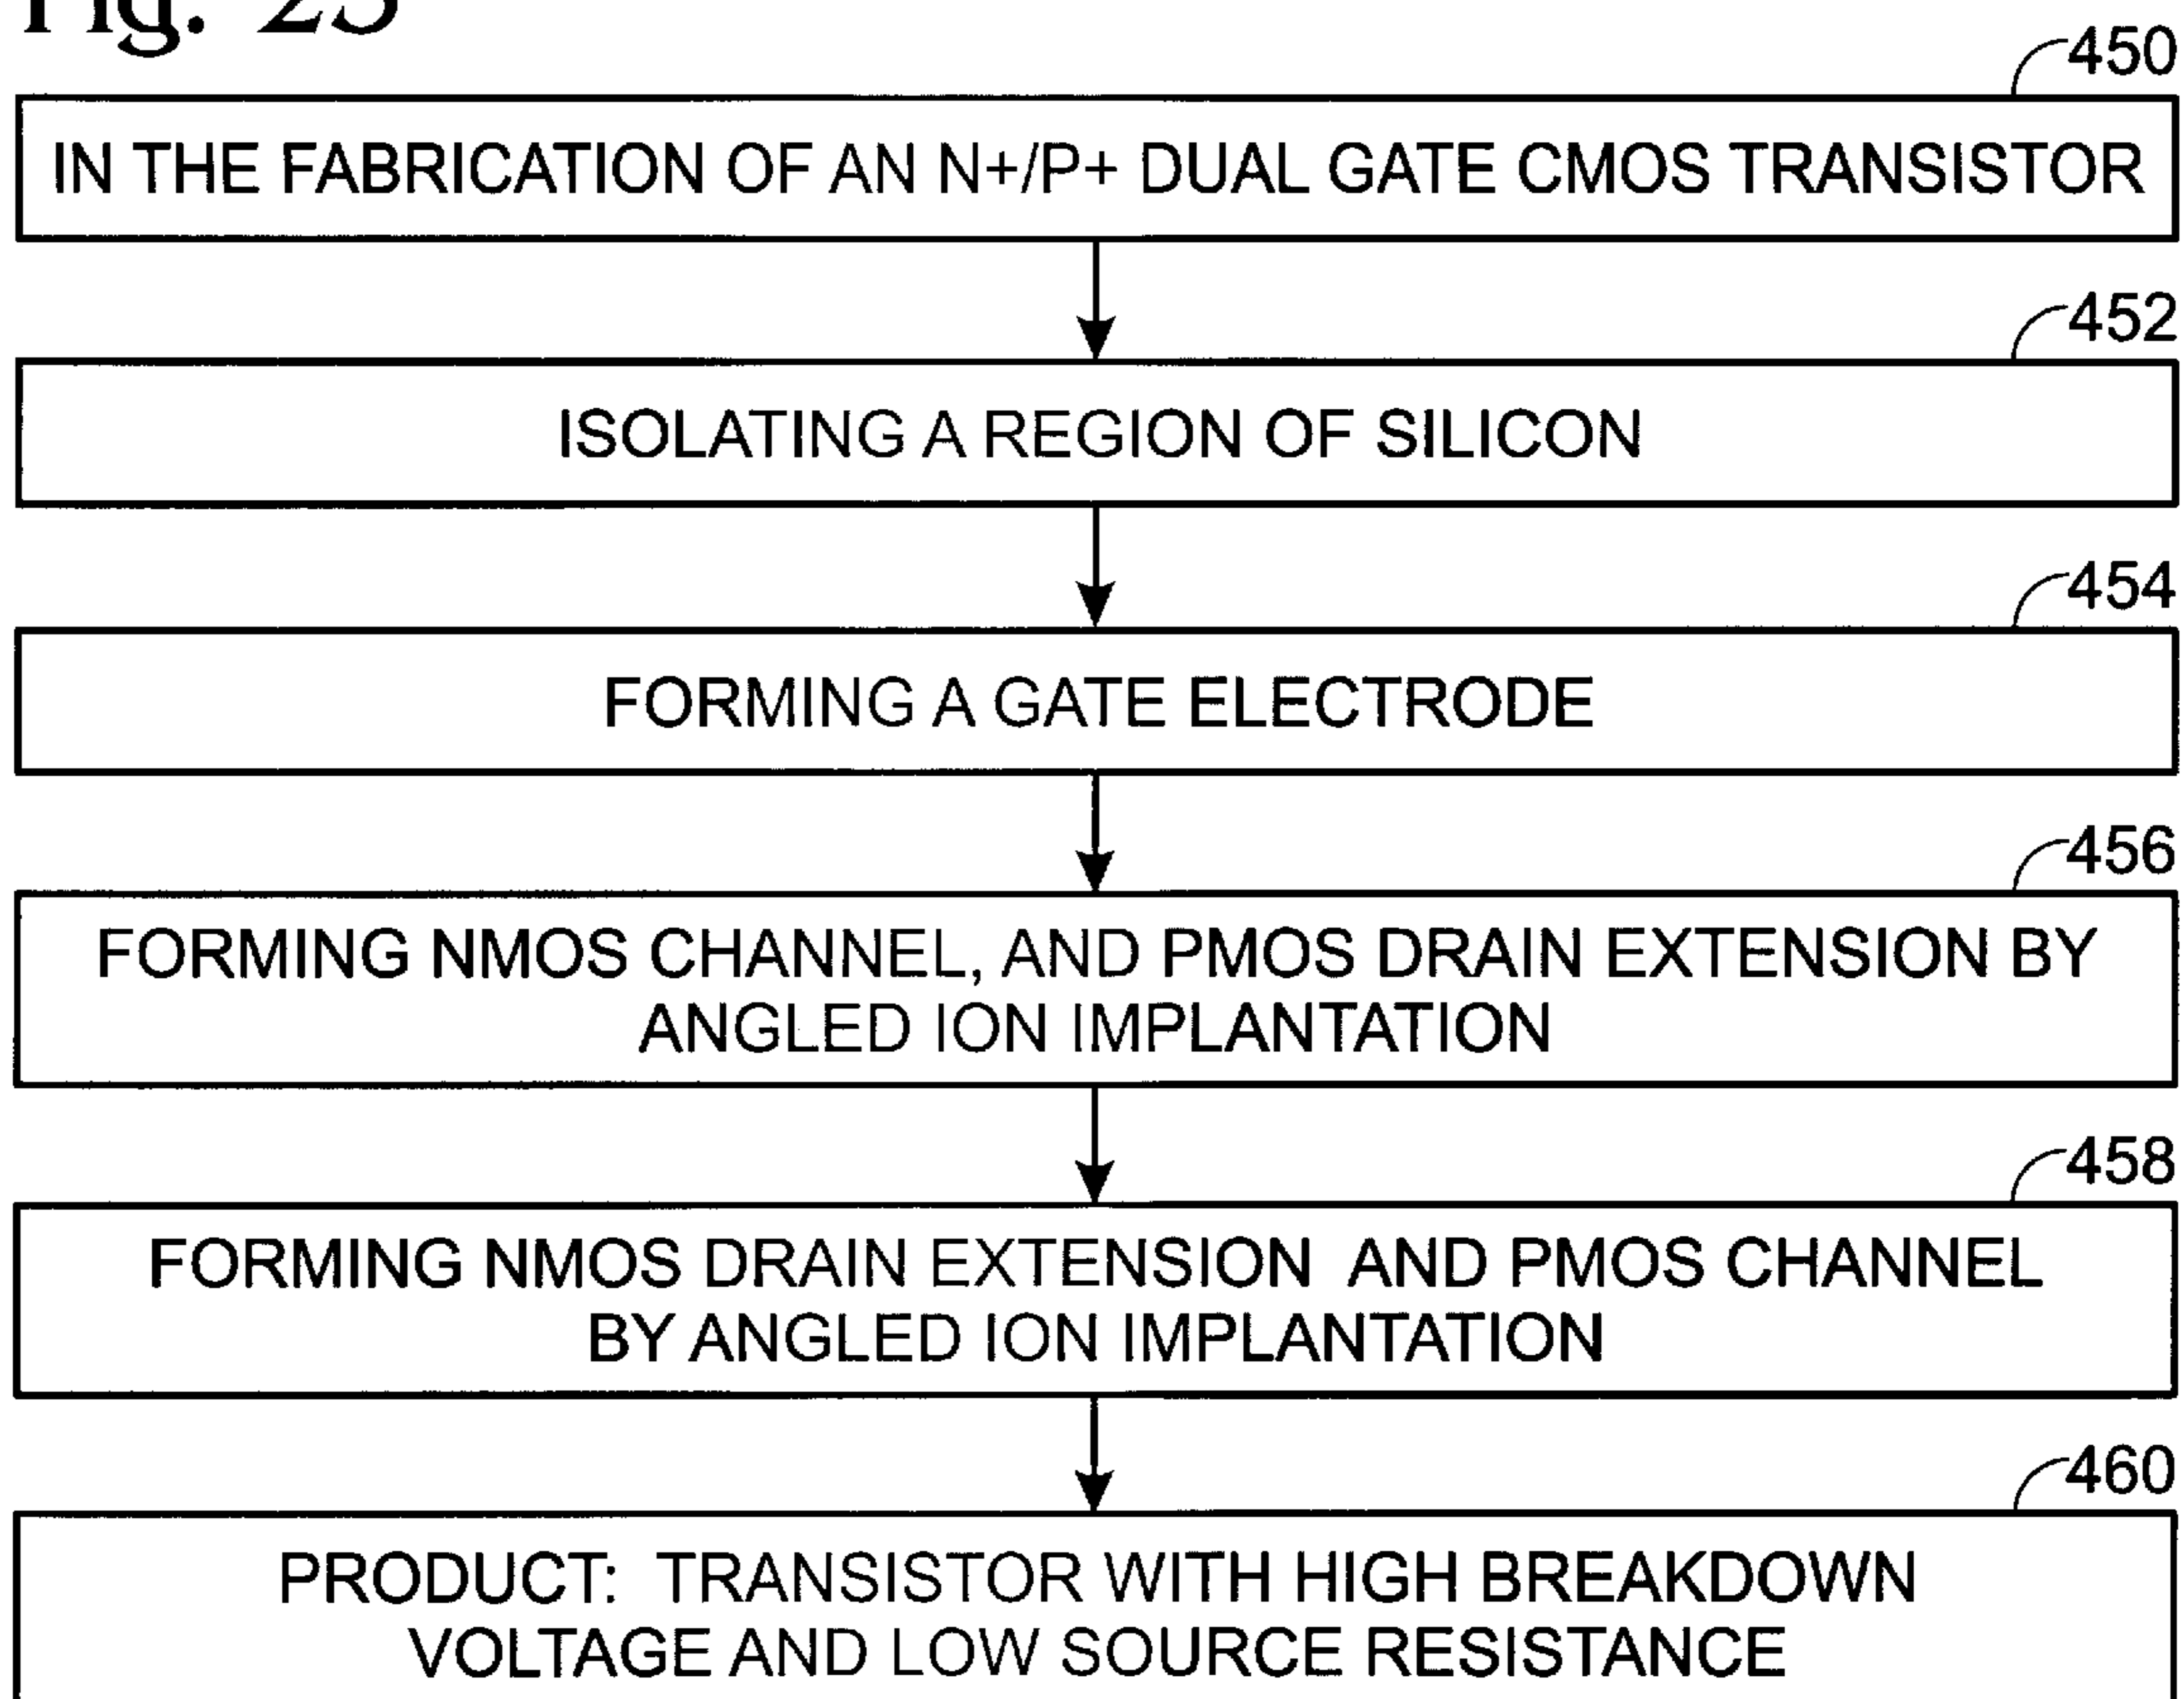 Fig.
450
IN THE FABRICATION OF AN N+/P+ DUAL GATE CMOS TRANSISTOR
452
ISOLATING A REGION OF SILICON
454
FORMING A GATE ELECTRODE
456
FORMING NMOS CHANNEL, AND PMOS DRAIN EXTENSION BY
ANGLED ION IMPLANTATION
458
FORMING NMOS DRAIN EXTENSION AND PMOS CHANNEL
BY ANGLED ION IMPLANTATION
460
PRODUCT: TRANSISTOR WITH HIGH BREAKDOWN
VOLTAGE AND LOW SOURCE RESISTANCE